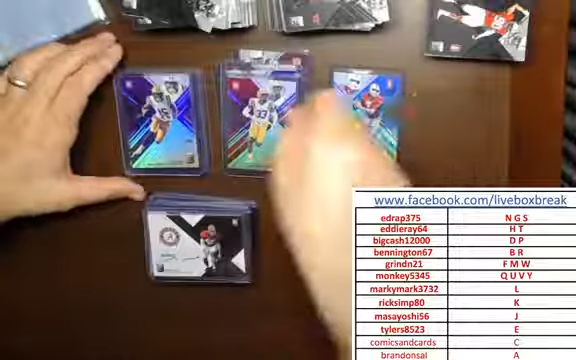 www.facebook.com/liveboxbreak
edrap375 N G S
eddieray64 H T
bigcash12000 D P
bennington67 B R
grindn21 F M W
monkey5345 Q U V Y
markymark3732 L
ricksimp80 K
masayoshi56 J
tylers8523 E
comicsandcards C
brandonsal A